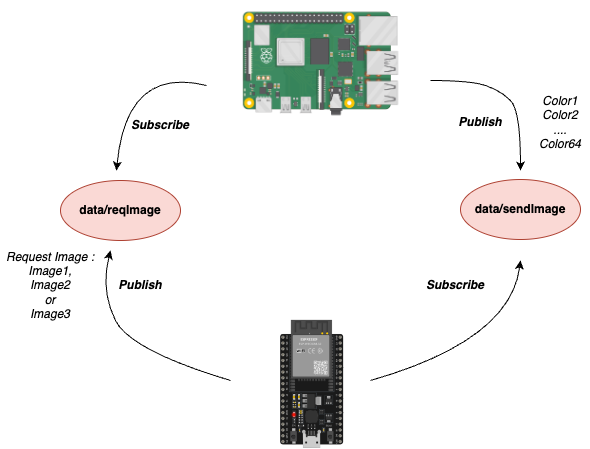 Subscribe
Publish
Color1
Color2
....
Color64
data/reqImage
data/sendImage
Request Image :
Image1,
Image2
or
Image3
Publish
Subscribe